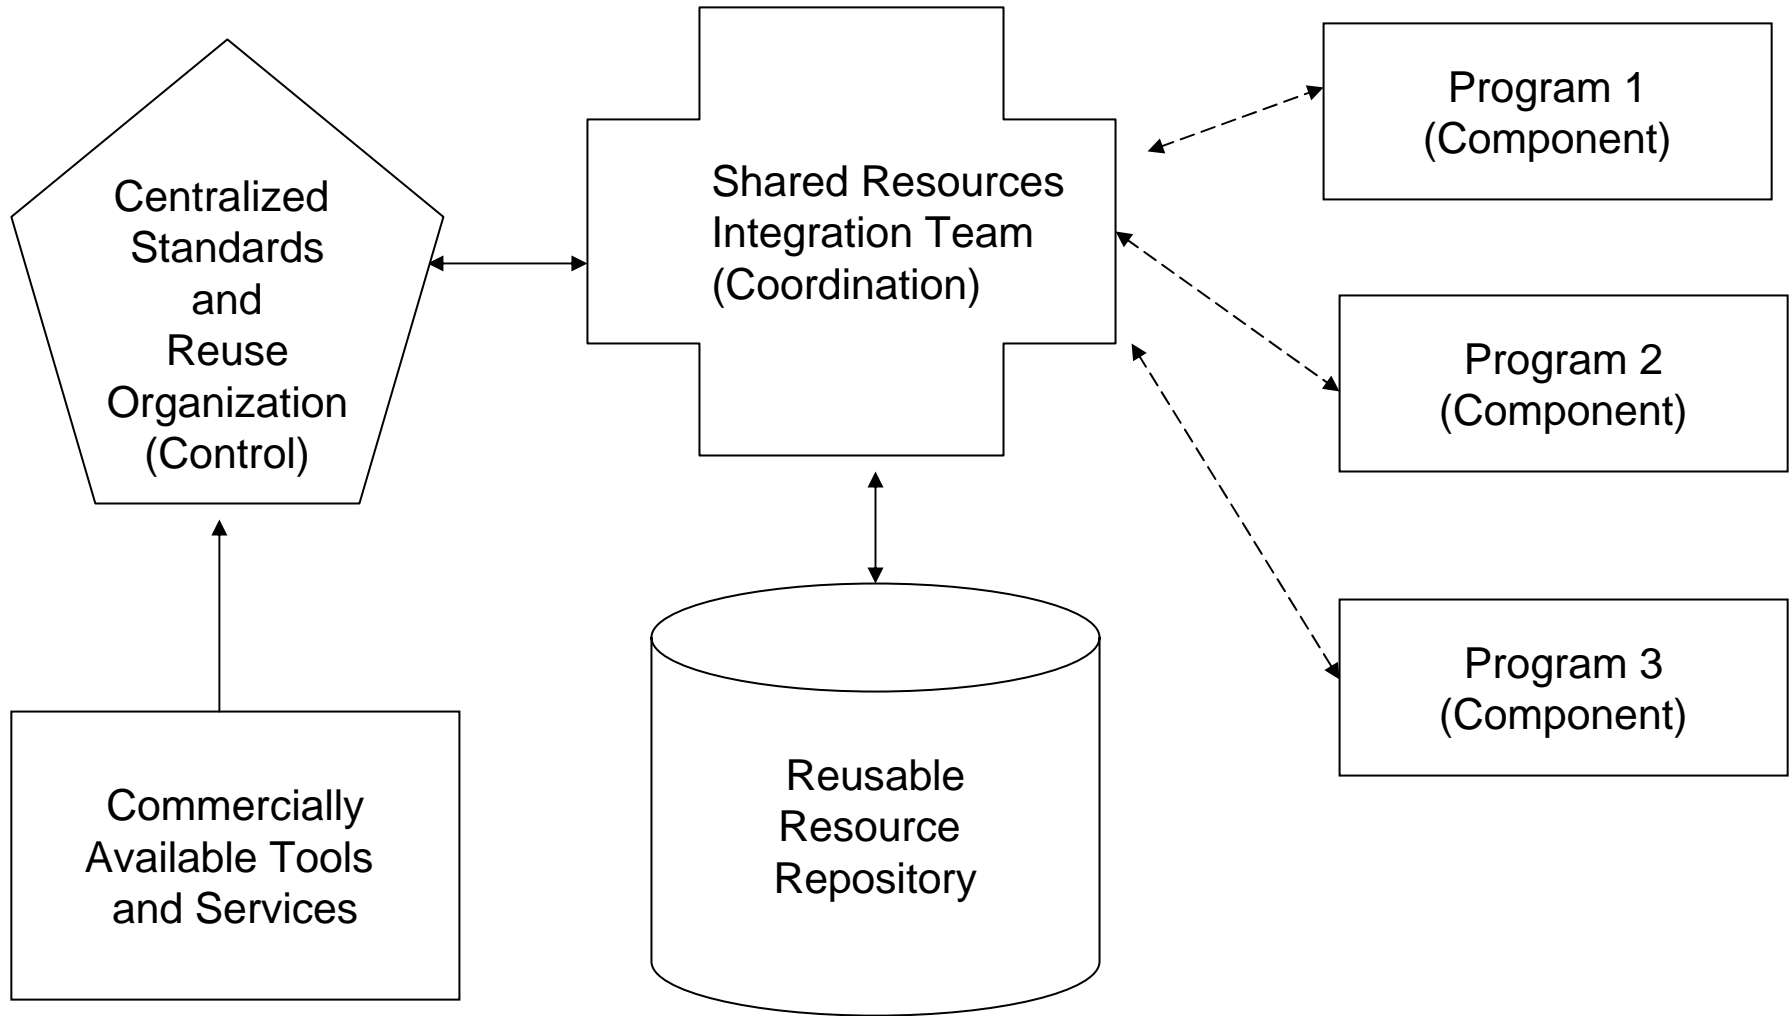 Centralized
Standards
and
Reuse
Organization
(Control)
Shared Resources
Integration Team
(Coordination)
Program 1
(Component)
Program 2
(Component)
Program 3
(Component)
Commercially
Available Tools
and Services
Reusable
Resource
Repository